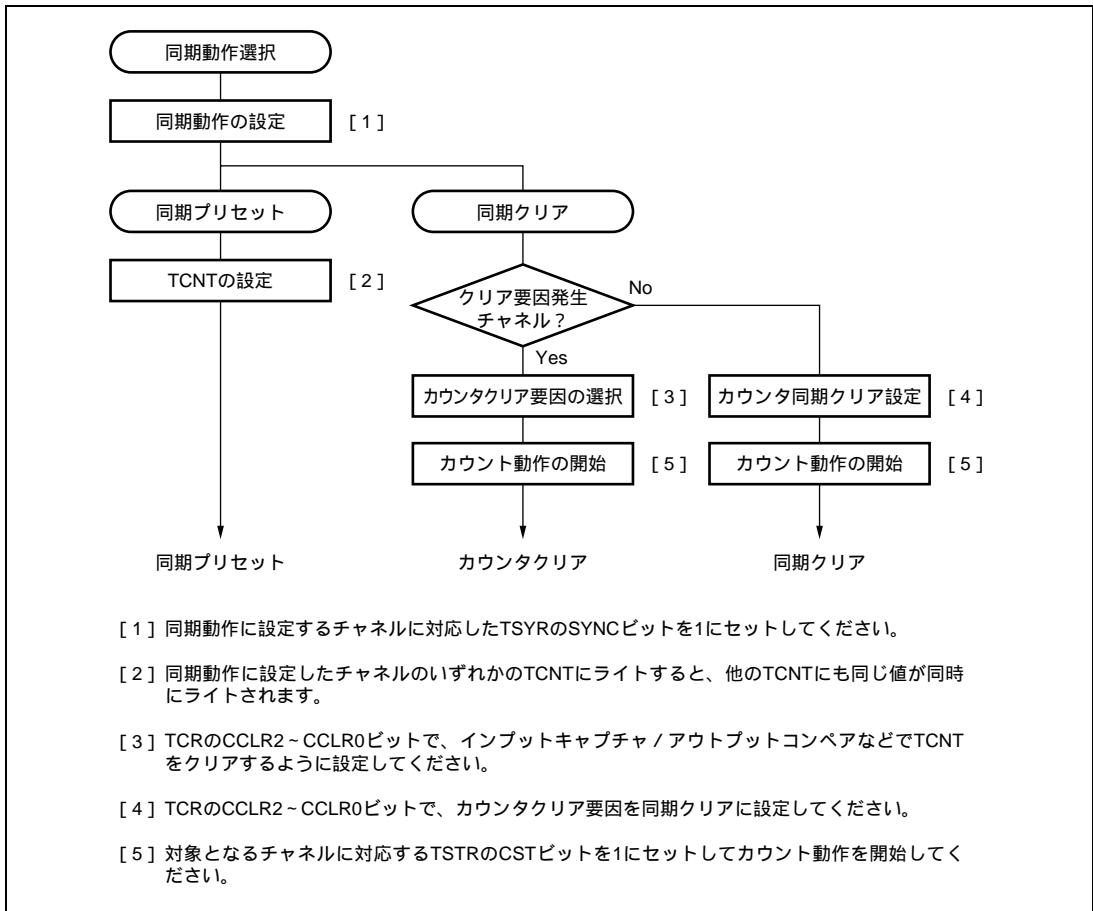 同期動作選択
同期動作の設定 [1]
同期プリセット 同期クリア
TCNTの設定 [2]
クリア要因発生
チャネル？
No
Yes
カウンタクリア要因の選択 [3] カウンタ同期クリア設定 [4]
カウント動作の開始 [5] カウント動作の開始 [5]
同期プリセット カウンタクリア 同期クリア
[1] 同期動作に設定するチャネルに対応したTSYRのSYNCビットを1にセットしてください。
[2] 同期動作に設定したチャネルのいずれかのTCNTにライトすると、他のTCNTにも同じ値が同時
にライトされます。
[3] TCRのCCLR2～CCLR0ビットで、インプットキャプチャ／アウトプットコンペアなどでTCNT
をクリアするように設定してください。
[4] TCRのCCLR2～CCLR0ビットで、カウンタクリア要因を同期クリアに設定してください。
[5] 対象となるチャネルに対応するTSTRのCSTビットを1にセットしてカウント動作を開始してく
ださい。